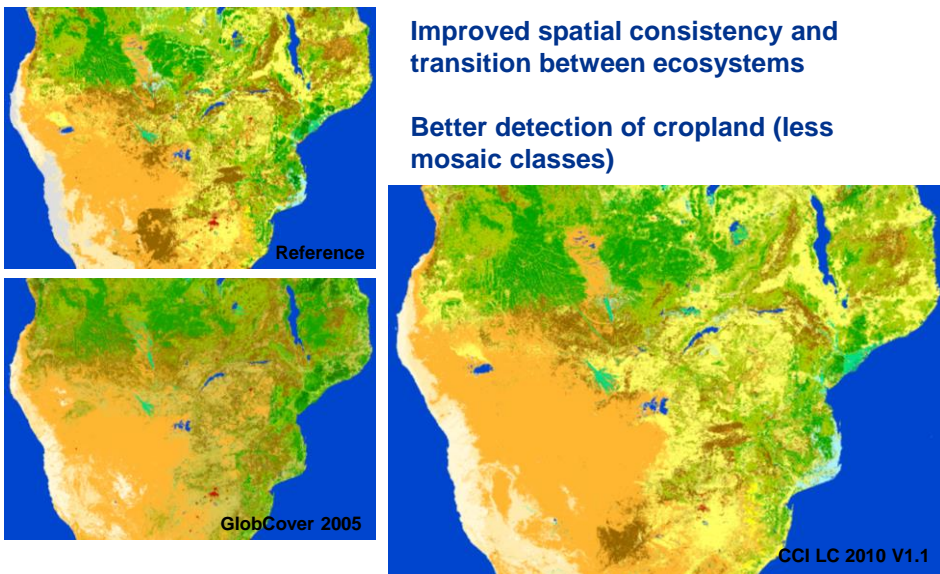 Improved spatial consistency and
transition between ecosystems
Better detection of cropland (less
mosaic classes)
Reference
GlobCover 2005
CCI LC 2010 V1.1